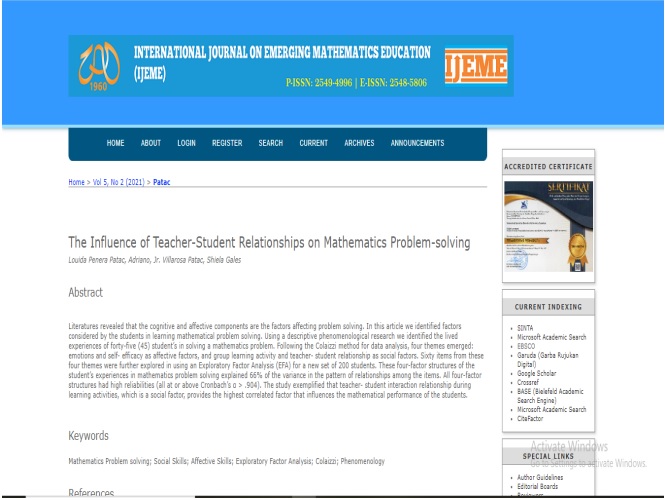 INTERNATIONAL JOURNAL ON EMERGING MATHEMATICS EDUCATION
(IJEME)
P-ISSN: 2549-4996 | E-ISSN: 2548-5806
IJEME
1960
HOME ABOUT LOGIN REGISTER SEARCH CURRENT ARCHIVES ANNOUNCEMENTS
Home > Vol 5, No 2 (2021) > Patac
The Influence of Teacher-Student Relationships on Mathematics Problem-solving
Louida Penera Patac, Adriano, Jr. Villarosa Patac, Shiela Gales
Abstract
Literatures revealed that the cognitive and affective components are the factors affecting problem solving. In this article we identified factors
considered by the students in learning mathematical problem solving. Using a descriptive phenomenological research we identified the lived
experiences of forty-five (45) student's in solving a mathematics problem. Following the Colaizzi method for data analysis, four themes emerged:
emotions and self- efficacy as affective factors, and group learning activity and teacher- student relationship as social factors. Sixty items from these
four themes were further explored in using an Exploratory Factor Analysis (EFA) for a new set of 200 students. These four-factor structures of the
student's experiences in mathematics problem solving explained 66% of the variance in the pattern of relationships among the items. All four-factor
structures had high reliabilities (all at or above Cronbach's α > .904). The study exemplified that teacher- student interaction relationship during
learning activities, which is a social factor, provides the highest correlated factor that influences the mathematical performance of the students.
Keywords
Mathematics Problem solving; Social Skills; Affective Skills; Exploratory Factor Analysis; Colaizzi; Phenomenology
References
ACCREDITED CERTIFICATE
SERTIFIKAT
CURRENT INDEXING
SINTA
Microsoft Academic Search
EBSCO
Garuda (Garba Rujukan
Digital)
Google Scholar
Crossref
BASE (Bielefeld Academic
Search Engine)
Microsoft Academic Search
CiteFactor
Activate Windows
SPECIAL LINKS
Go to Settings to activate Windows.
Author Guidelines
Editorial Boards
Reviewers